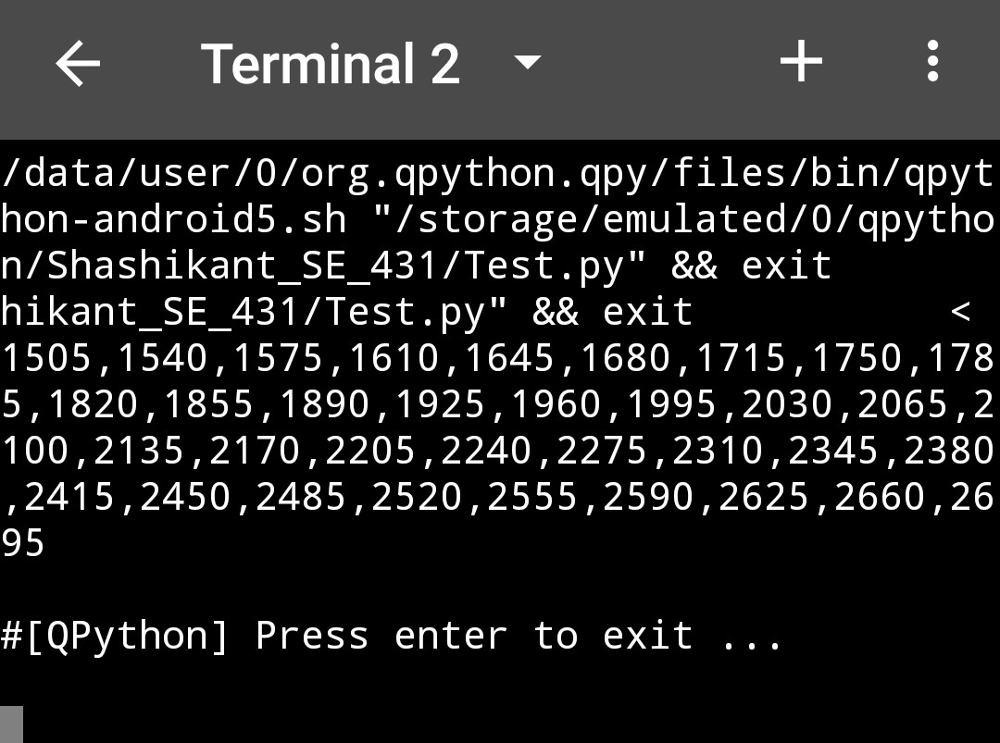 Terminal 2
/data/user/0/org.qpython.qpy/files/bin/qpyt
hon-android5.sh "/storage/emulated/0/qpytho
n/Shashikant_SE_431/Test.py" && exit
hikant_SE_431/Test.py" && exit <
1505,1540,1575,1610,1645,1680,1715,1750,178
5,1820,1855,1890,1925,1960,1995,2030,2065,2
100,2135,2170,2205,2240,2275,2310,2345,2380
,2415,2450,2485,2520,2555,2590,2625,2660,26
95
#[QPython] Press enter to exit ...